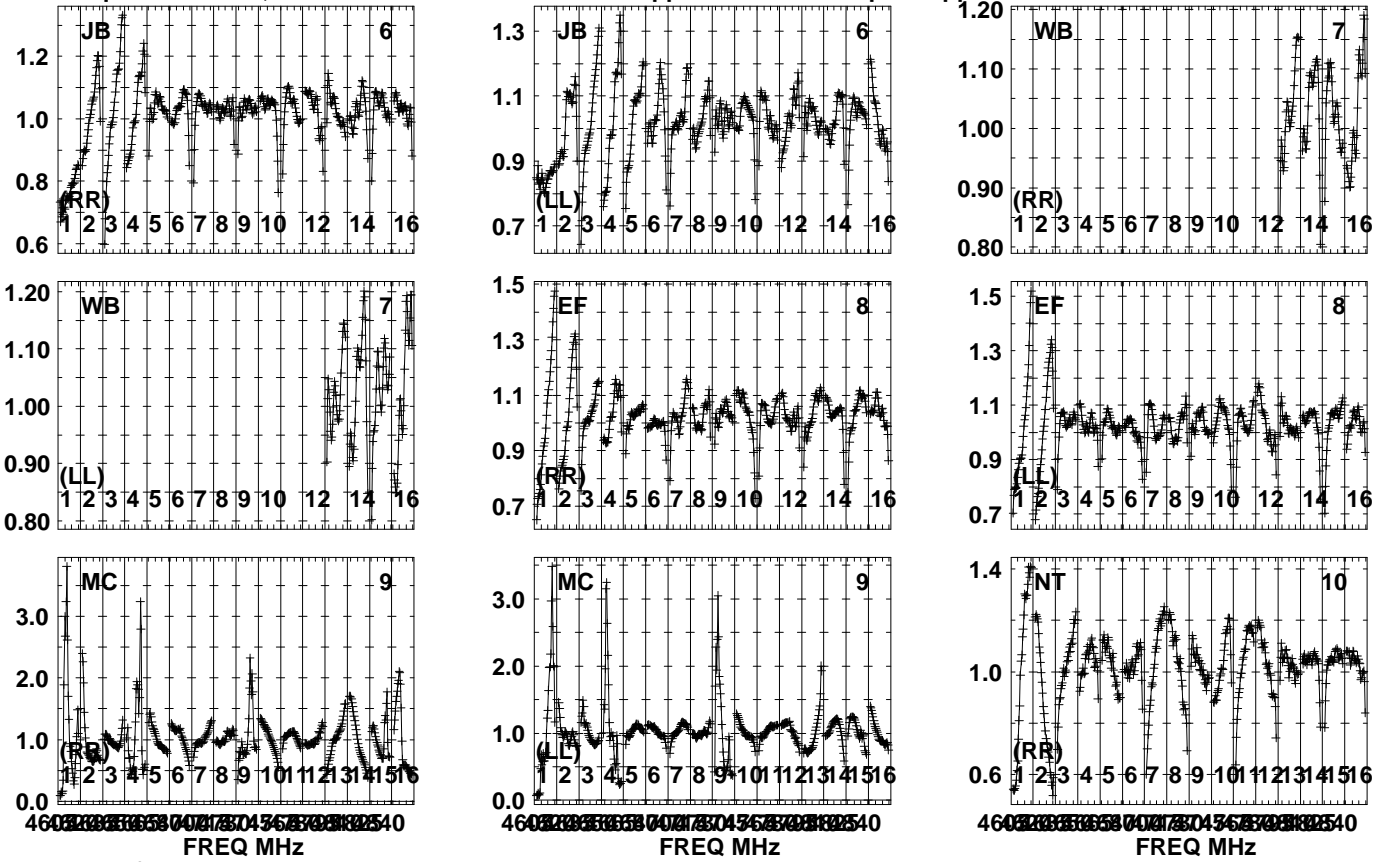 JB 6
1.2
1.0
0.8
0.6
(RR)
1 2 3 4 5 6 7 8 9 10 12 14 16
JB 6
1.3
1.1
0.9
0.7
(LL)
1 2 3 4 5 6 7 8 9 10 12 14 16
WB 7
1.20
1.10
1.00
0.90
0.80
(RR)
1 2 3 4 5 6 7 8 9 10 12 14 16
WB 7
1.20
1.10
1.00
0.90
0.80
(LL)
1 2 3 4 5 6 7 8 9 10 12 14 16
EF 8
1.5
1.3
1.1
0.9
0.7
(RR)
1 2 3 4 5 6 7 8 9 10 12 14 16
EF 8
1.5
1.3
1.1
0.9
0.7
(LL)
1 2 3 4 5 6 7 8 9 10 12 14 16
MC 9
3.0
2.0
1.0
0.0
(RR)
1 2 3 4 5 6 7 8 9 10 11 12 13 14 15 16
FREQ MHz
MC 9
3.0
2.0
1.0
0.0
(LL)
1 2 3 4 5 6 7 8 9 10 11 12 13 14 15 16
FREQ MHz
NT 10
1.4
1.0
0.6
(RR)
1 2 3 4 5 6 7 8 9 10 11 12 13 14 15 16
FREQ MHz